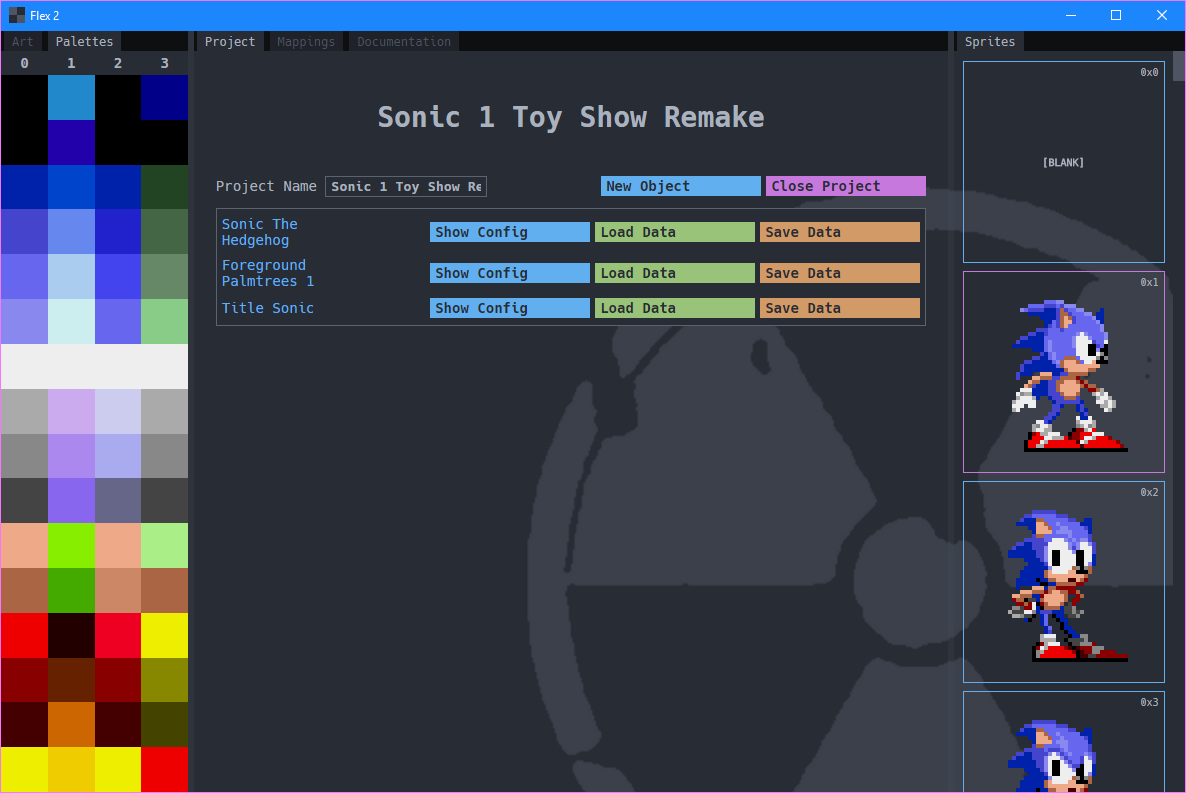 Flex 2
Art Palettes Project Mappings Documentation Sprites
0 1 2 3
Sonic 1 Toy Show Remake
Project Name Sonic 1 Toy Show Re New Object Close Project
Sonic The
Hedgehog
Show Config Load Data Save Data
Foreground
Palmtrees 1
Show Config Load Data Save Data
Title Sonic Show Config Load Data Save Data
0x0
[BLANK]
0x1
0x2
0x3